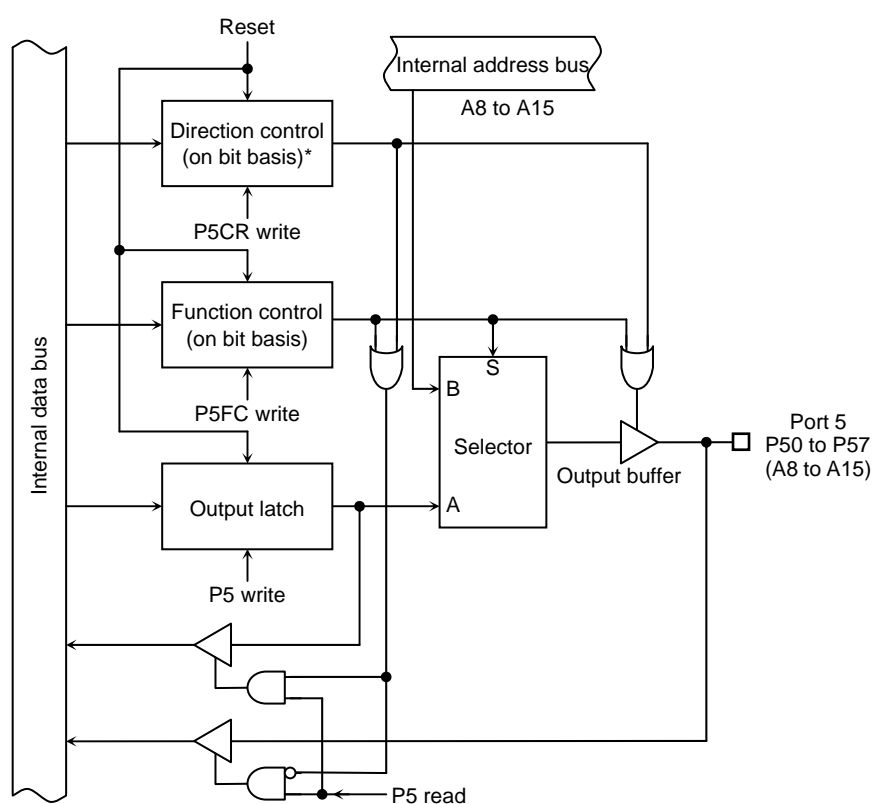 Reset
Internal address bus
A8 to A15
Direction control
(on bit basis)*
P5CR write
Function control
(on bit basis)
P5FC write
Internal data bus
S
B
Selector
A
Output buffer
Port 5
P50 to P57
(A8 to A15)
Output latch
P5 write
P5 read